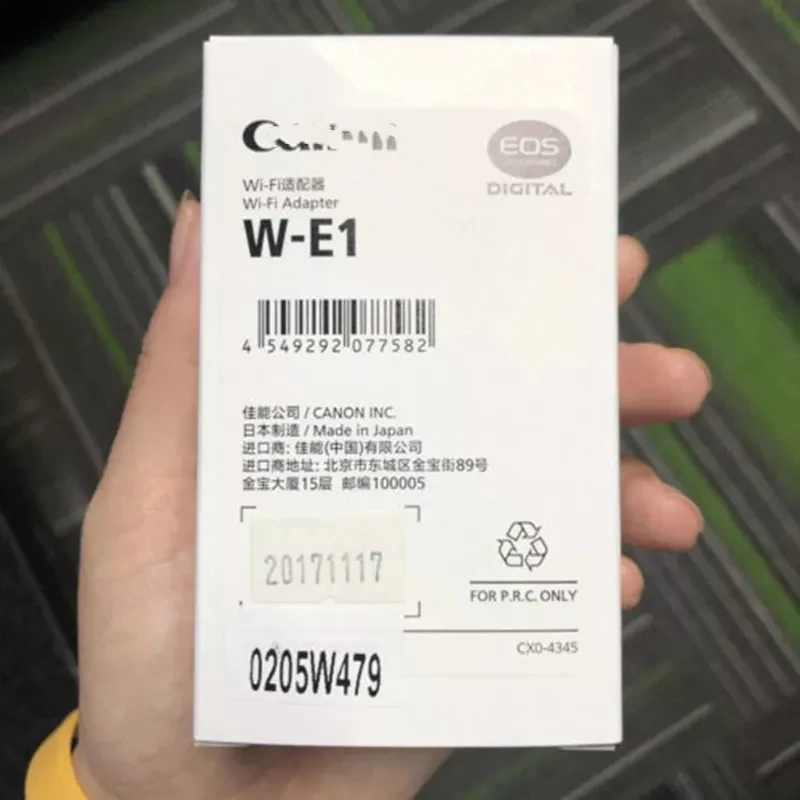 Canon
EOS
DIGITAL
Wi-Fi适配器
Wi-Fi Adapter
W-E1
4 549292 077582
佳能公司 / CANON INC.
日本制造 / Made in Japan
进口商: 佳能(中国)有限公司
进口商地址: 北京市东城区金宝街89号
金宝大厦15层 邮编100005
20171117
FOR P.R.C. ONLY
CX0-4345
0205W479